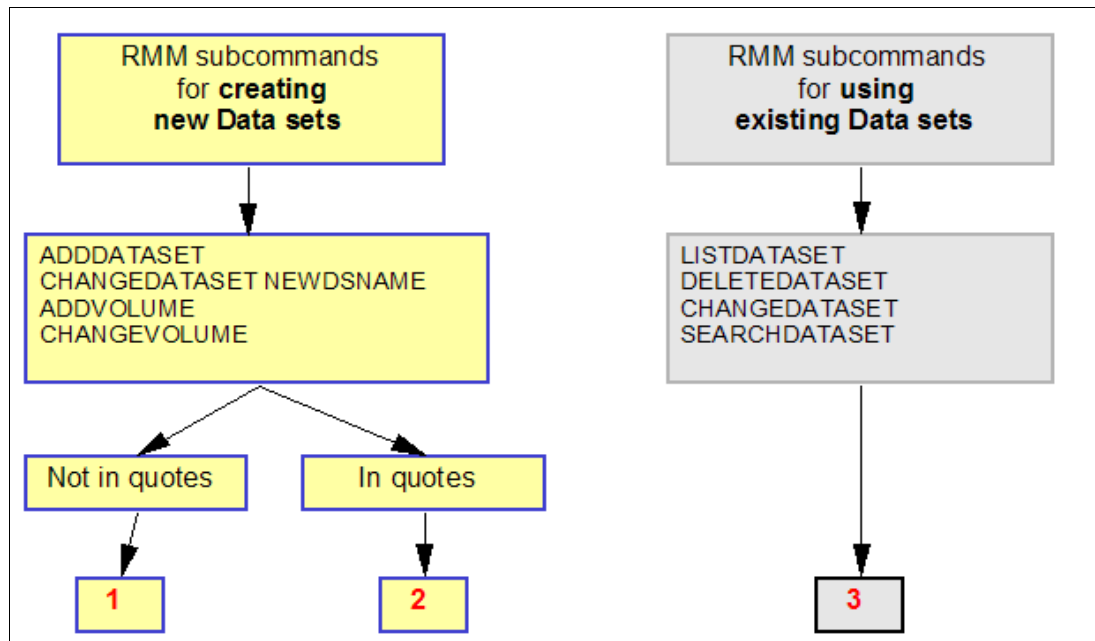 RMM subcommands
for creating
new Data sets
ADDDATASET
CHANGEDATASET NEWDSNAME
ADDVOLUME
CHANGEVOLUME
Not in quotes
In quotes
1
2
RMM subcommands
for using
existing Data sets
LISTDATASET
DELETEDATASET
CHANGEDATASET
SEARCHDATASET
3